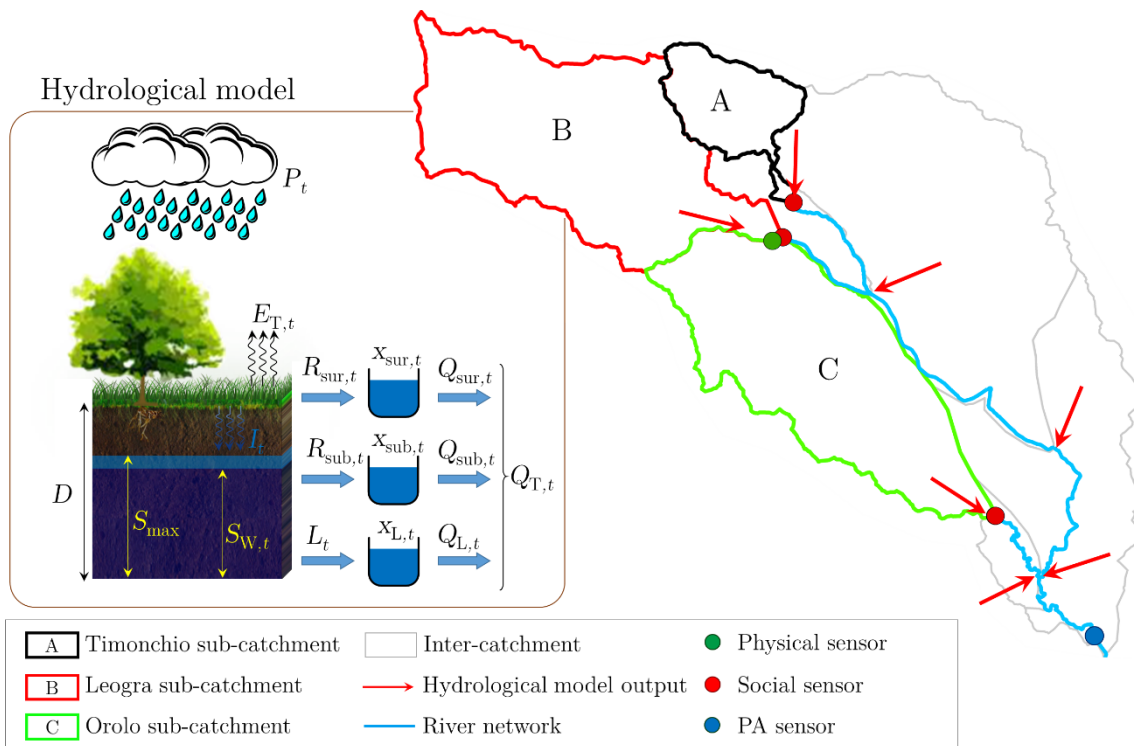 Hydrological model
P_t
E_T,t
R_sur,t
x_sur,t
Q_sur,t
I_t
R_sub,t
x_sub,t
Q_sub,t
Q_T,t
D
S_max
S_W,t
L_t
x_L,t
Q_L,t
A
B
C
A Timonchio sub-catchment
B Leogra sub-catchment
C Orolo sub-catchment
Inter-catchment
Hydrological model output
River network
Physical sensor
Social sensor
PA sensor